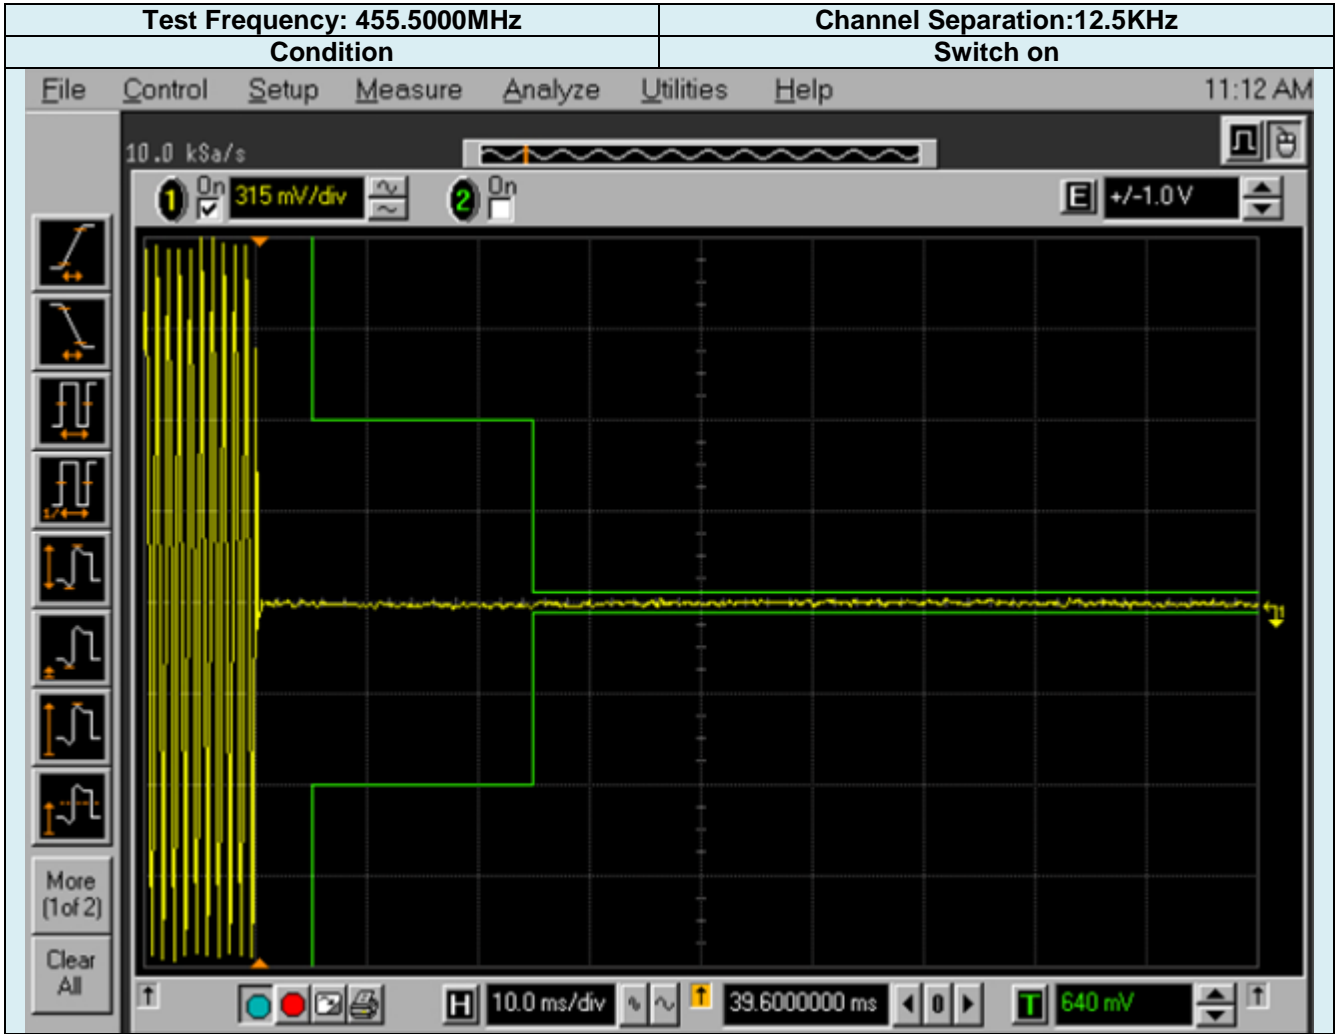 Test Frequency: 455.5000MHz Channel Separation:12.5KHz
Condition Switch on
File Control Setup Measure Analyze Utilities Help 11:12 AM
10.0 kSa/s
1 On 315 mV/div 2 On E +/-1.0 V
1/
More
(1of 2)
Clear
All
H 10.0 ms/div 39.6000000 ms 0 T 640 mV